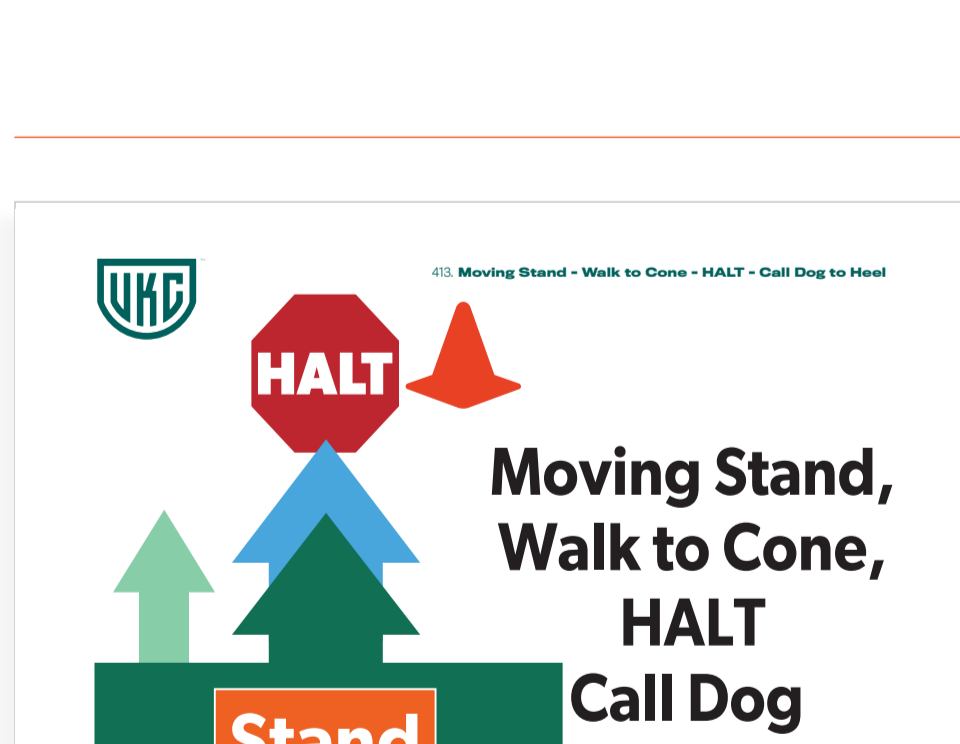 UKC
413. Moving Stand - Walk to Cone - HALT - Call Dog to Heel
HALT
Moving Stand,
Walk to Cone,
HALT
Call Dog
Stand